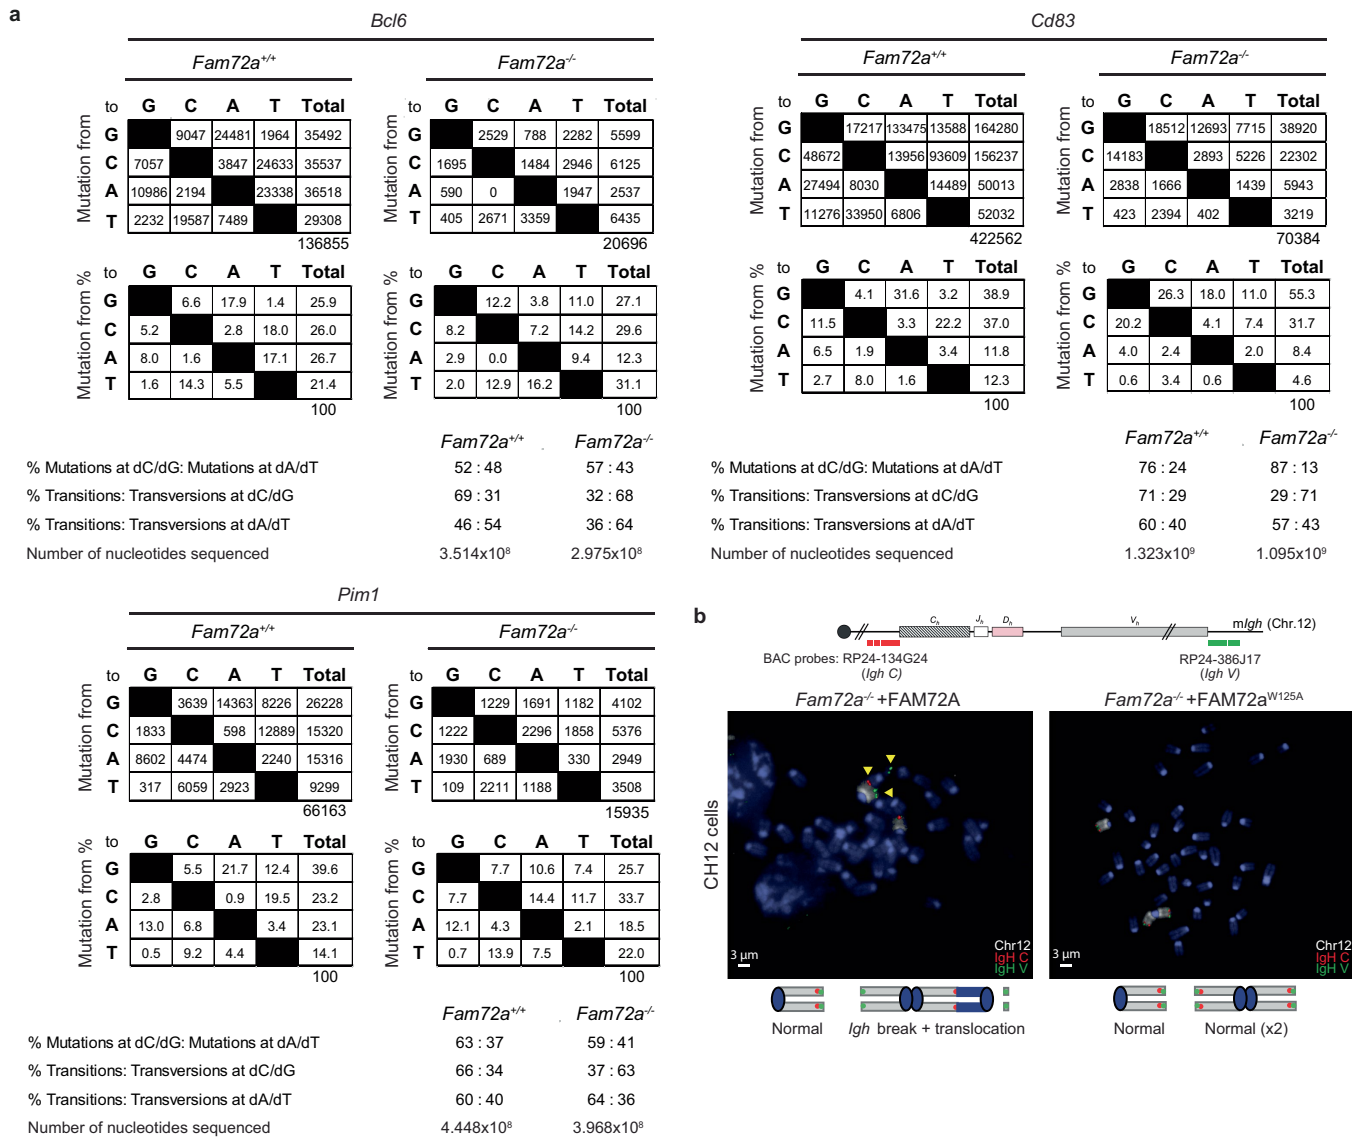 a
Bcl6
Fam72a+/+
Fam72a-/-
to G C A T Total
Mutation from
G 9047 24481 1964 35492
C 7057 3847 24633 35537
A 10986 2194 23338 36518
T 2232 19587 7489 29308
136855
to G C A T Total
G 2529 788 2282 5599
C 1695 1484 2946 6125
A 590 0 1947 2537
T 405 2671 3359 6435
20696
Mutation from
to G C A T Total
Mutation from %
G 6.6 17.9 1.4 25.9
C 5.2 2.8 18.0 26.0
A 8.0 1.6 17.1 26.7
T 1.6 14.3 5.5 21.4
100
to G C A T Total
Mutation from %
G 12.2 3.8 11.0 27.1
C 8.2 7.2 14.2 29.6
A 2.9 0.0 9.4 12.3
T 2.0 12.9 16.2 31.1
100
Fam72a+/+ Fam72a-/-
% Mutations at dC/dG: Mutations at dA/dT 52 : 48 57 : 43
% Transitions: Transversions at dC/dG 69 : 31 32 : 68
% Transitions: Transversions at dA/dT 46 : 54 36 : 64
Number of nucleotides sequenced 3.514x10⁸ 2.975x10⁸
Cd83
Fam72a+/+
Fam72a-/-
to G C A T Total
Mutation from
G 17217 133475 13588 164280
C 48672 13956 93609 156237
A 27494 8030 14489 50013
T 11276 33950 6806 52032
422562
to G C A T Total
Mutation from
G 18512 12693 7715 38920
C 14183 2893 5226 22302
A 2838 1666 1439 5943
T 423 2394 402 3219
70384
to G C A T Total
Mutation from %
G 4.1 31.6 3.2 38.9
C 11.5 3.3 22.2 37.0
A 6.5 1.9 3.4 11.8
T 2.7 8.0 1.6 12.3
100
to G C A T Total
Mutation from %
G 26.3 18.0 11.0 55.3
C 20.2 4.1 7.4 31.7
A 4.0 2.4 2.0 8.4
T 0.6 3.4 0.6 4.6
100
Fam72a+/+ Fam72a-/-
% Mutations at dC/dG: Mutations at dA/dT 76 : 24 87 : 13
% Transitions: Transversions at dC/dG 71 : 29 29 : 71
% Transitions: Transversions at dA/dT 60 : 40 57 : 43
Number of nucleotides sequenced 1.323x10⁹ 1.095x10⁹
Pim1
Fam72a+/+
Fam72a-/-
to G C A T Total
Mutation from
G 3639 14363 8226 26228
C 1833 598 12889 15320
A 8602 4474 2240 15316
T 317 6059 2923 9299
66163
to G C A T Total
Mutation from
G 1229 1691 1182 4102
C 1222 2296 1858 5376
A 1930 689 330 2949
T 109 2211 1188 3508
15935
to G C A T Total
Mutation from %
G 5.5 21.7 12.4 39.6
C 2.8 0.9 19.5 23.2
A 13.0 6.8 3.4 23.1
T 0.5 9.2 4.4 14.1
100
to G C A T Total
Mutation from %
G 7.7 10.6 7.4 25.7
C 7.7 14.4 11.7 33.7
A 12.1 4.3 2.1 18.5
T 0.7 13.9 7.5 22.0
100
Fam72a+/+ Fam72a-/-
% Mutations at dC/dG: Mutations at dA/dT 63 : 37 59 : 41
% Transitions: Transversions at dC/dG 66 : 34 37 : 63
% Transitions: Transversions at dA/dT 60 : 40 64 : 36
Number of nucleotides sequenced 4.448x10⁸ 3.968x10⁸
b
Ch Jh Dh Vh mIgh (Chr.12)
BAC probes: RP24-134G24 RP24-386J17
(Igh C) (Igh V)
Fam72a-/- +FAM72A
Fam72a-/- +FAM72aW125A
CH12 cells
3 µm
Chr12
IgH C
IgH V
3 µm
Chr12
IgH C
IgH V
Normal
Igh break + translocation
Normal
Normal (x2)